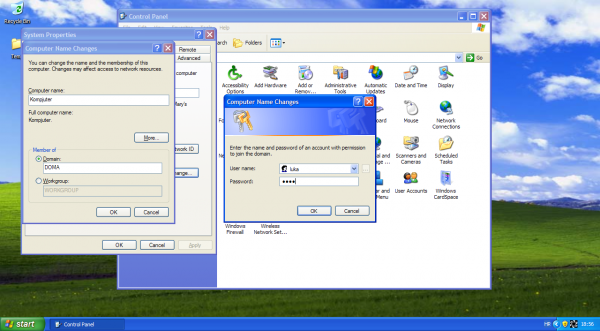 Recycle Bin
Control Panel
Folders
Go
System Properties
Remote
Advanced
computer
Mary's
OK
Cancel
Apply
Computer Name Changes
You can change the name and the membership of this
computer. Changes may affect access to network resources.
Computer name:
Kompjuter
Full computer name:
Kompjuter.
More...
Member of
Domain:
DOMA
Workgroup:
WORKGROUP
OK
Cancel
Accessibility
Options
Add Hardware
Add or
Remov...
Administrative
Tools
Automatic
Updates
Date and Time
Display
Mouse
Network
Connections
Scanners and
Cameras
Scheduled
Tasks
User Accounts
Windows
CardSpace
Windows
Firewall
Wireless
Network Set...
Computer Name Changes
Enter the name and password of an account with permission
to join the domain.
User name:
luka
Password:
OK
Cancel
start
Control Panel
HR
18:56